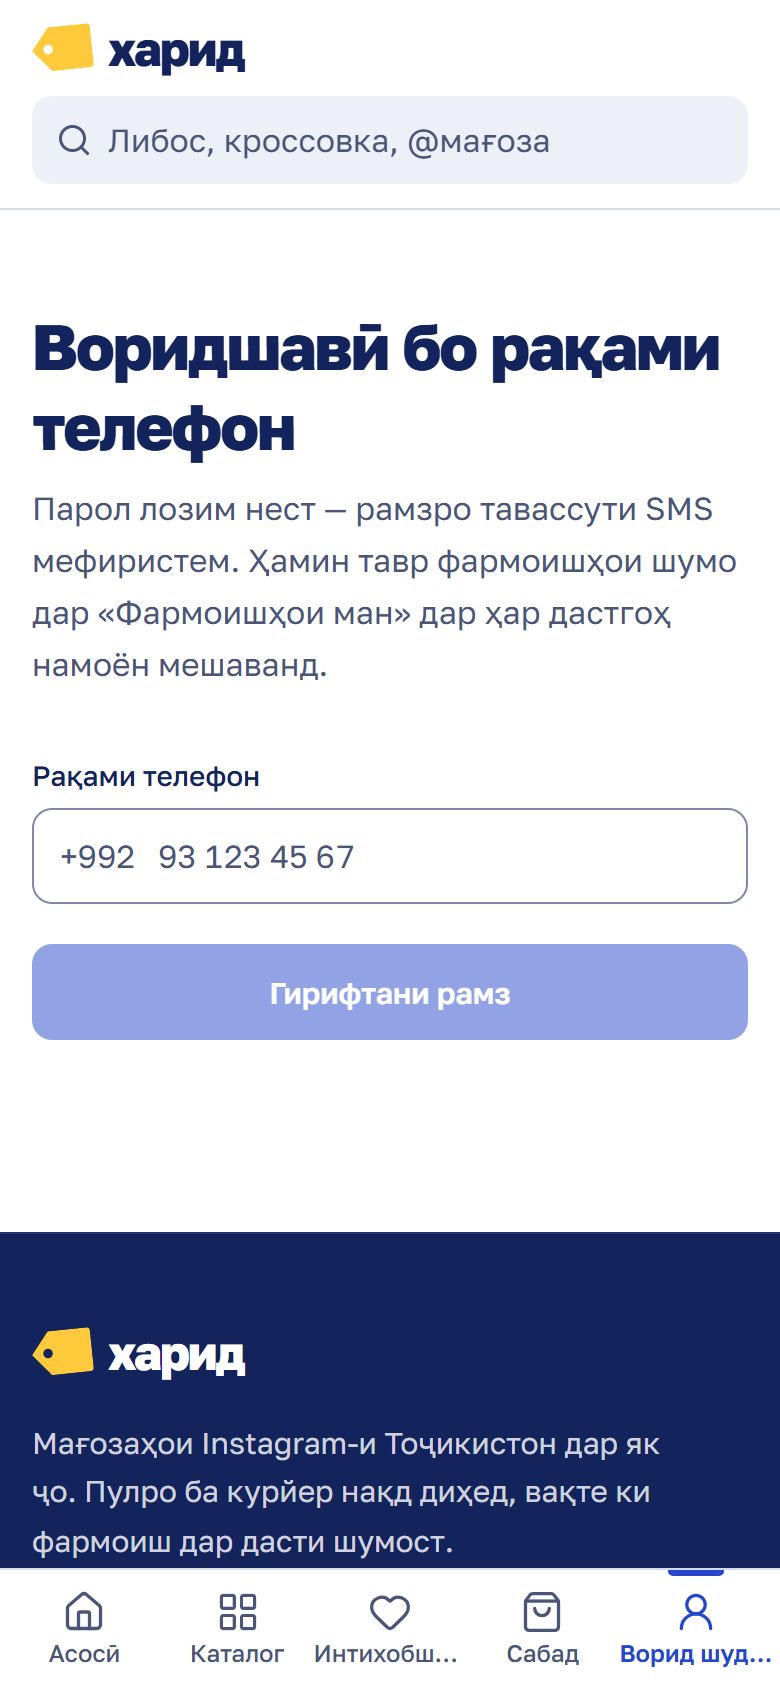 харид
Либос, кроссовка, @мағоза
Воридшавӣ бо рақами
телефон
Парол лозим нест — рамзро тавассути SMS
мефиристем. Ҳамин тавр фармоишҳои шумо
дар «Фармоишҳои ман» дар ҳар дастгоҳ
намоён мешаванд.
Рақами телефон
+992 93 123 45 67
Гирифтани рамз
харид
Мағозаҳои Instagram-и Тоҷикистон дар як
ҷо. Пулро ба курйер нақд диҳед, вақте ки
фармоиш дар дасти шумост.
Асосӣ Каталог Интихобш... Сабад Ворид шуд...